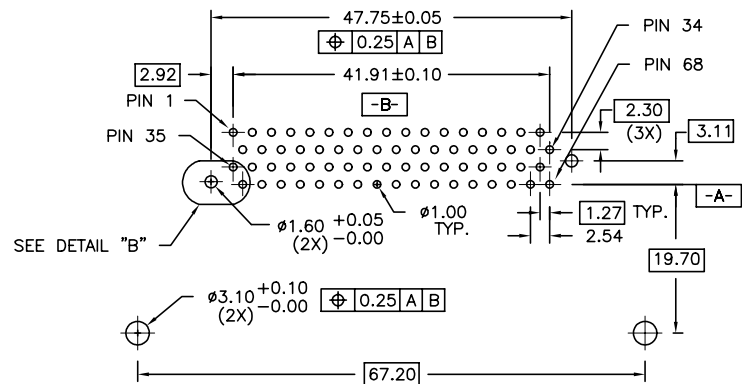 47.75±0.05
⌖ 0.25 A B
PIN 34
2.92
41.91±0.10
PIN 68
PIN 1
-B-
2.30
(3X)
3.11
PIN 35
-A-
ø1.60 +0.05
-0.00
(2X)
ø1.00
TYP.
1.27 TYP.
2.54
SEE DETAIL "B"
19.70
ø3.10 +0.10
-0.00
(2X)
⌖ 0.25 A B
67.20